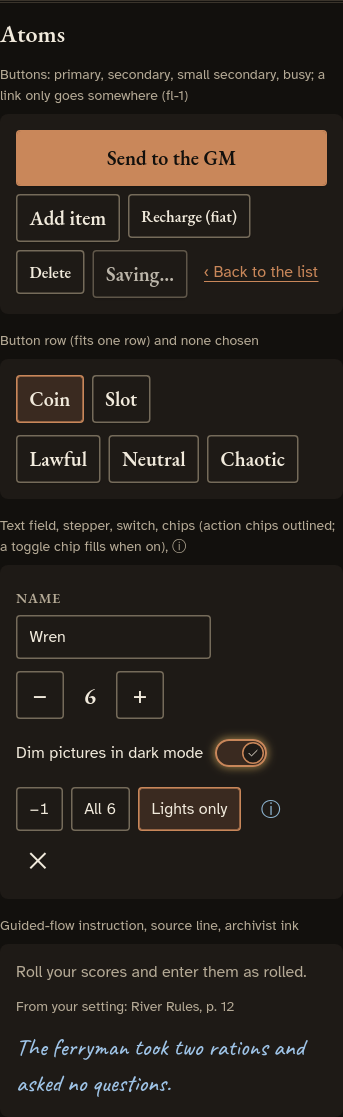 Atoms
Buttons: primary, secondary, small secondary, busy; a
link only goes somewhere (fl-1)
Send to the GM
Add item Recharge (fiat)
Delete Saving... ‹ Back to the list
Button row (fits one row) and none chosen
Coin Slot
Lawful Neutral Chaotic
Text field, stepper, switch, chips (action chips outlined;
a toggle chip fills when on), ⓘ
NAME
Wren
− 6 +
Dim pictures in dark mode
−1 All 6 Lights only ⓘ
Guided-flow instruction, source line, archivist ink
Roll your scores and enter them as rolled.
From your setting: River Rules, p. 12
The ferryman took two rations and
asked no questions.